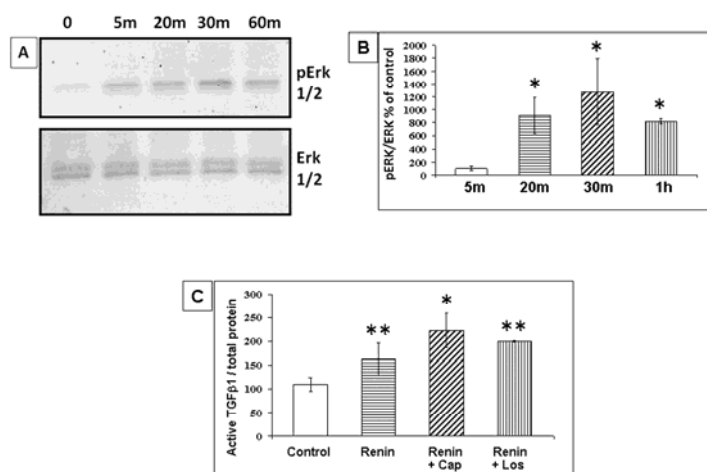 0 5m 20m 30m 60m
A
pErk
1/2
Erk
1/2
B
pERK/ERK % of control
2000
1800
1600
1400
1200
1000
800
600
400
200
0
*
*
*
5m 20m 30m 1h
C
Active TGFβ1 / total protein
300
250
200
150
100
50
0
**
*
**
Control Renin Renin + Cap Renin + Los